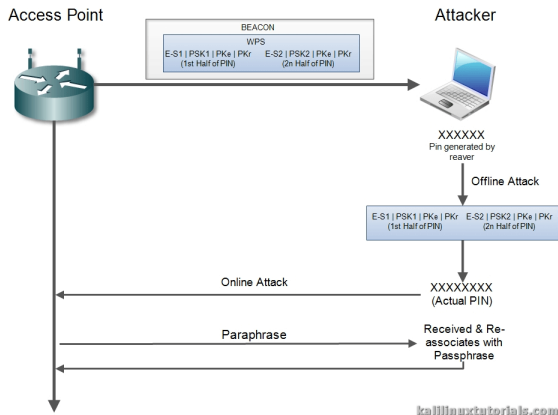 Access Point
Attacker
BEACON
WPS
E-S1 | PSK1 | PKe | PKr
(1st Half of PIN)
E-S2 | PSK2 | PKe | PKr
(2n Half of PIN)
XXXXXX
Pin generated by
reaver
Offline Attack
E-S1 | PSK1 | PKe | PKr
(1st Half of PIN)
E-S2 | PSK2 | PKe | PKr
(2n Half of PIN)
Online Attack
XXXXXXXX
(Actual PIN)
Paraphrase
Received & Re-
associates with
Passphrase
kalilinuxtutorials.com